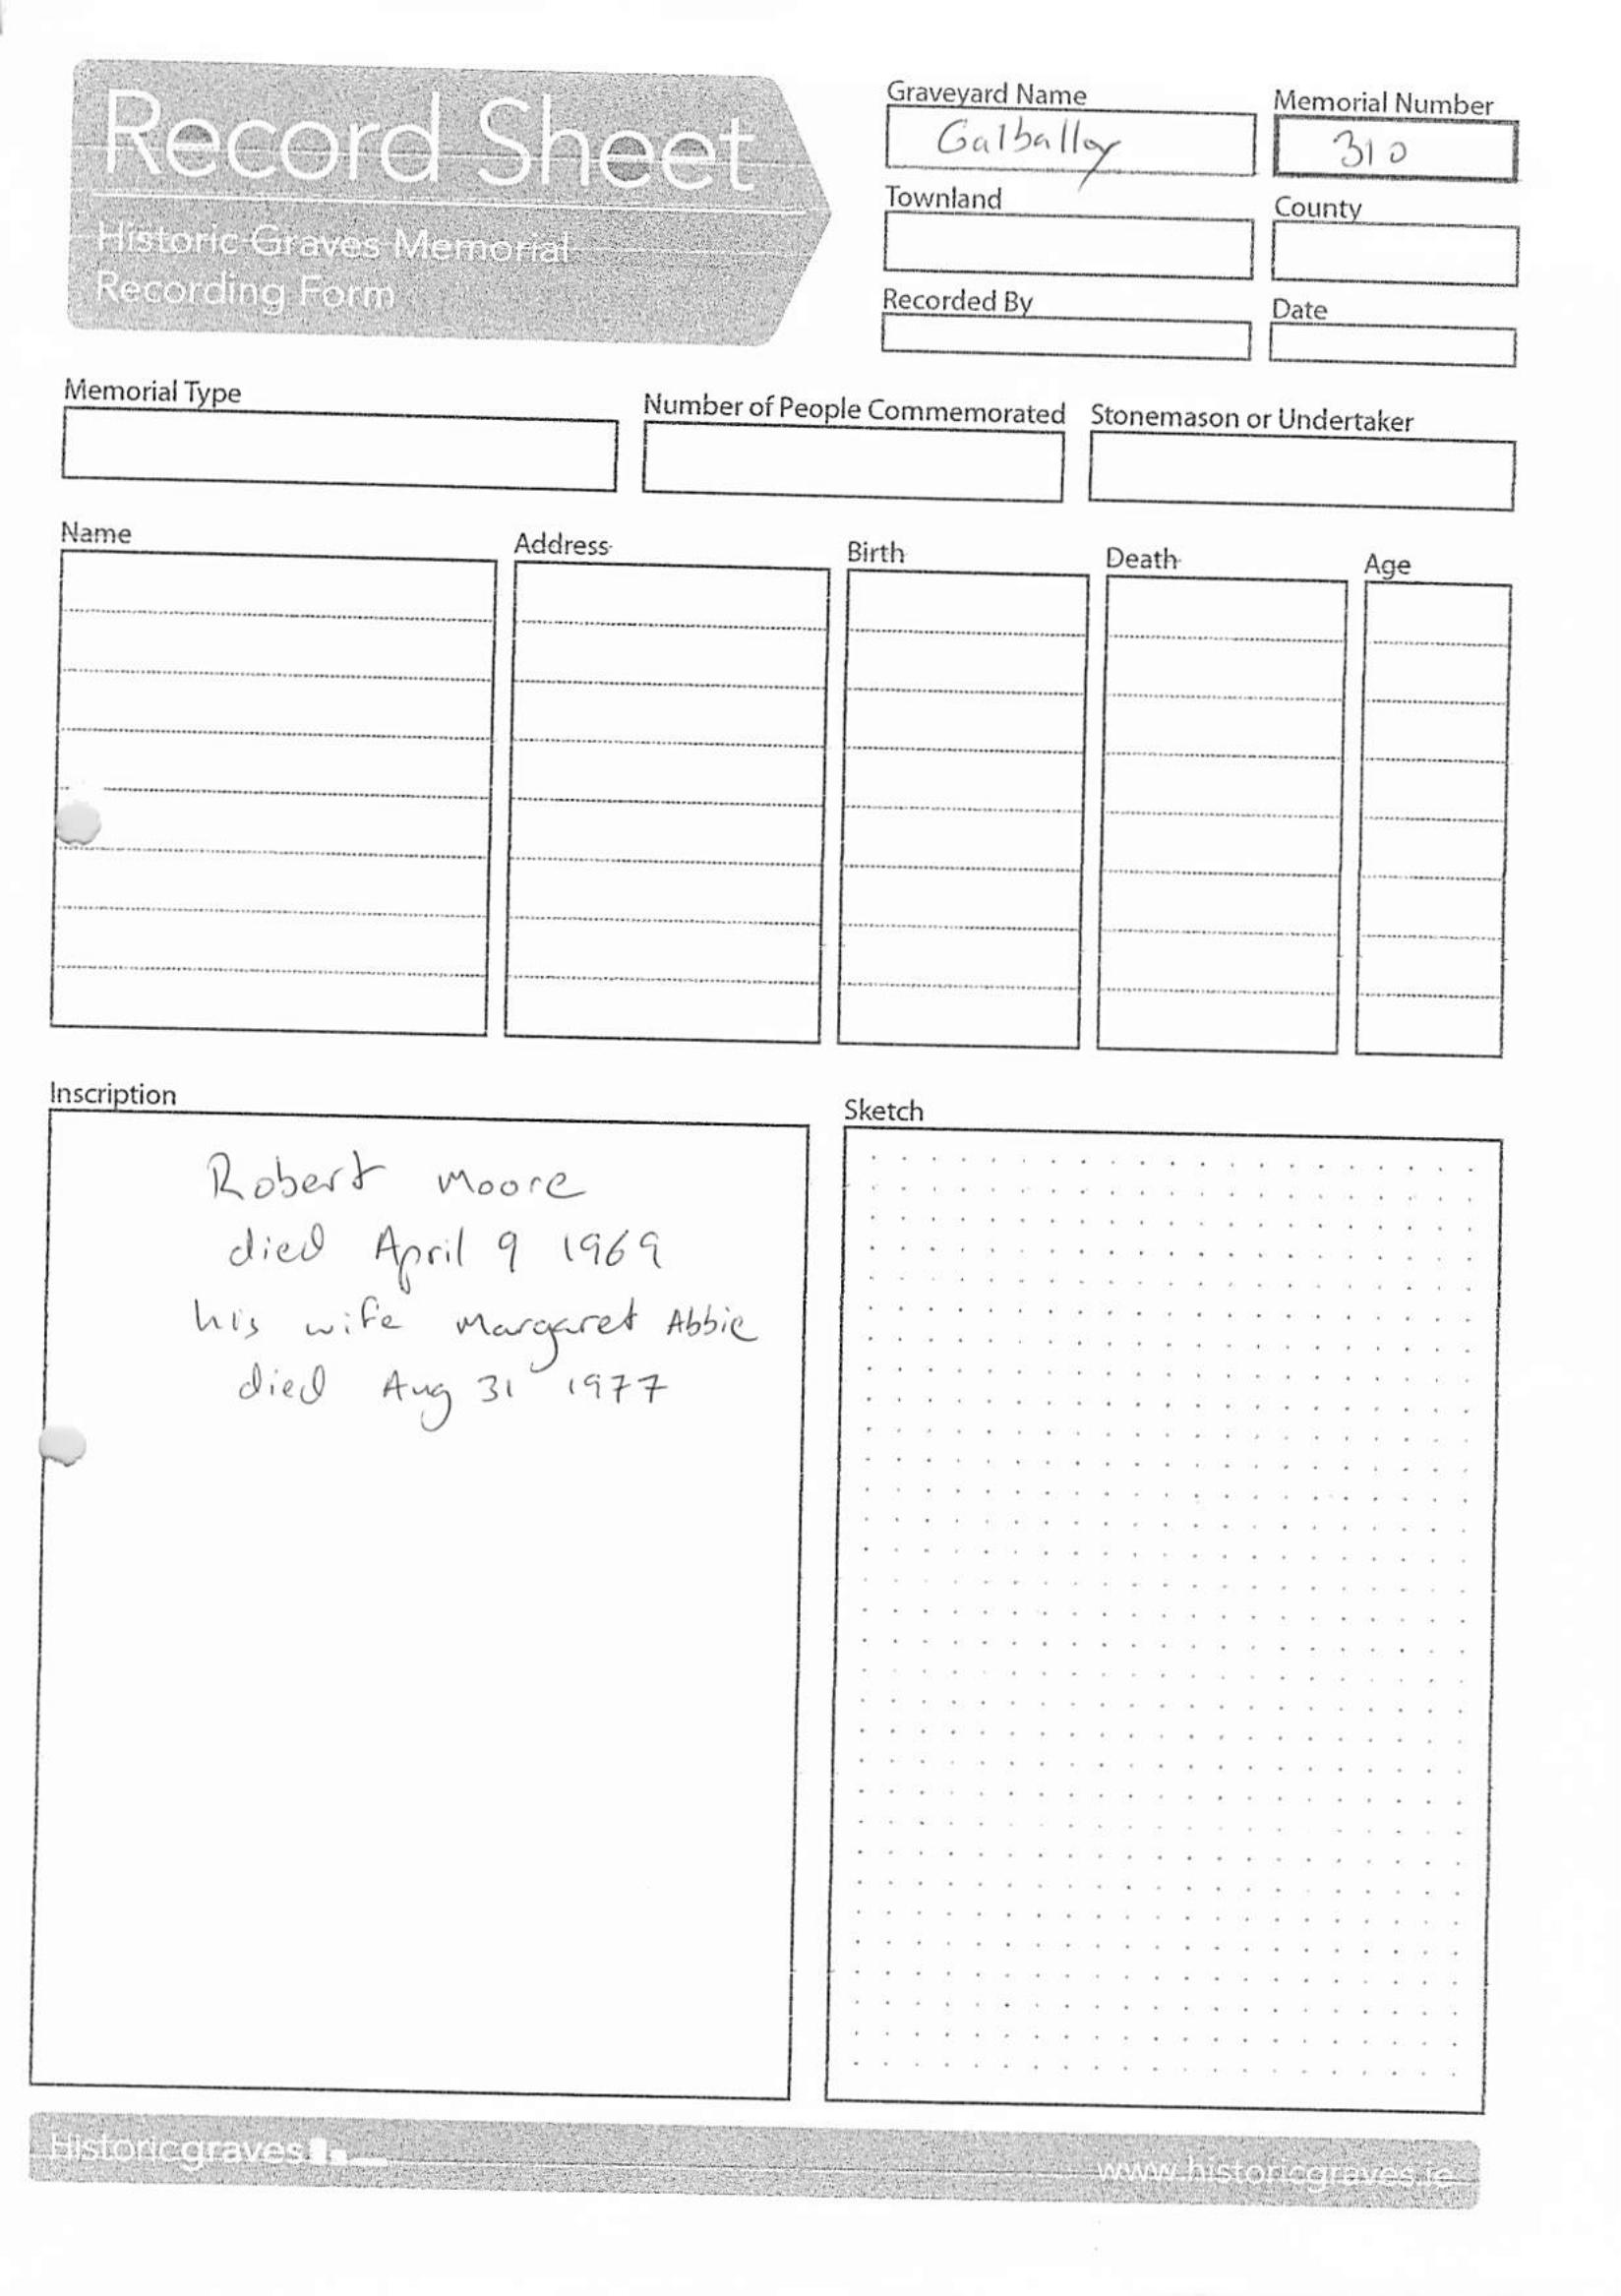 Record Sheet
Historic Graves Memorial
Recording Form
Graveyard Name
Galballey
Memorial Number
310
Townland
County
Recorded By
Date
Memorial Type
Number of People Commemorated
Stonemason or Undertaker
Name
Address
Birth
Death
Age
Inscription
Robert Moore
died April 9 1969
his wife Margaret Abbie
died Aug 31 1977
Sketch
Historicgraves
www.historicgraves.ie